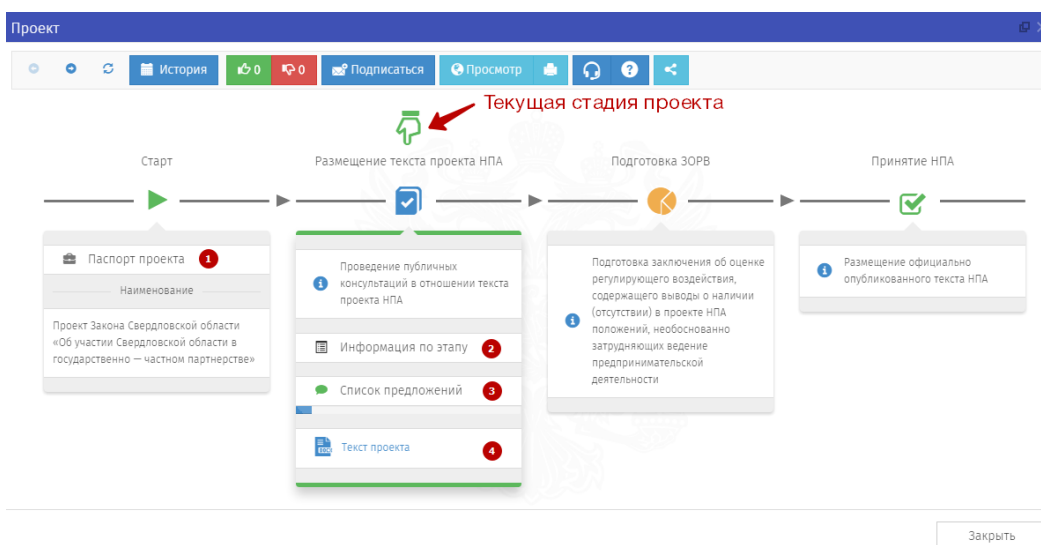 Проект
История
0
0
Подписаться
Просмотр
Текущая стадия проекта
Старт
Размещение текста проекта НПА
Подготовка ЗОРВ
Принятие НПА
Паспорт проекта 1
Наименование
Проект Закона Свердловской области
«Об участии Свердловской области в
государственно — частном партнерстве»
Проведение публичных
консультаций в отношении текста
проекта НПА
Информация по этапу 2
Список предложений 3
Текст проекта 4
Подготовка заключения об оценке
регулирующего воздействия,
содержащего выводы о наличии
(отсутствии) в проекте НПА
положений, необоснованно
затрудняющих ведение
предпринимательской
деятельности
Размещение официально
опубликованного текста НПА
Закрыть